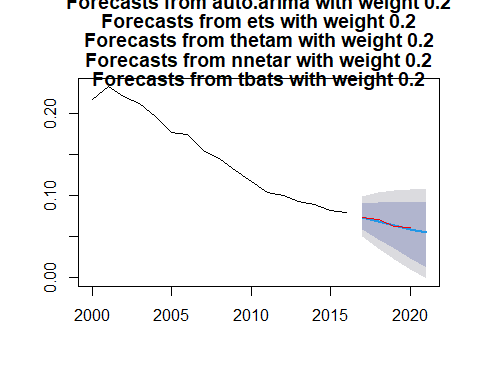 Forecasts from auto.arima with weight 0.2
Forecasts from ets with weight 0.2
Forecasts from thetam with weight 0.2
Forecasts from nnetar with weight 0.2
Forecasts from tbats with weight 0.2
0.20
0.10
0.00
2000 2005 2010 2015 2020